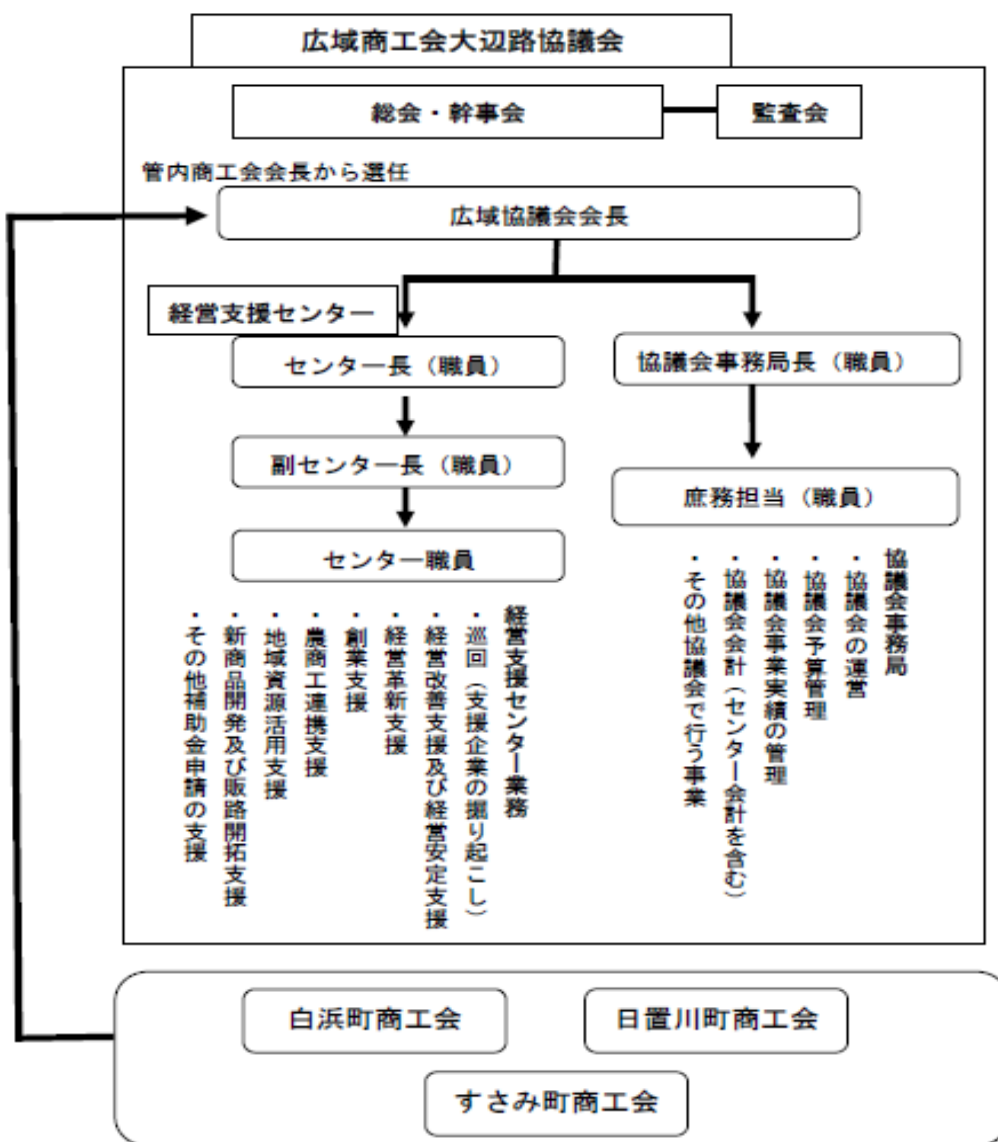 広域商工会大辺路協議会
総会・幹事会
監査会
管内商工会会長から選任
広域協議会会長
経営支援センター
センター長（職員）
協議会事務局長（職員）
副センター長（職員）
庶務担当（職員）
センター職員
協議会事務局
・協議会の運営
・協議会予算管理
・協議会事業実績の管理
・協議会会計（センター会計を含む）
・その他協議会で行う事業
経営支援センター業務
・巡回（支援企業の掘り起こし）
・経営改善支援及び経営安定支援
・経営革新支援
・創業支援
・農商工連携支援
・地域資源活用支援
・新商品開発及び販路開拓支援
・その他補助金申請の支援
白浜町商工会
日置川町商工会
すさみ町商工会